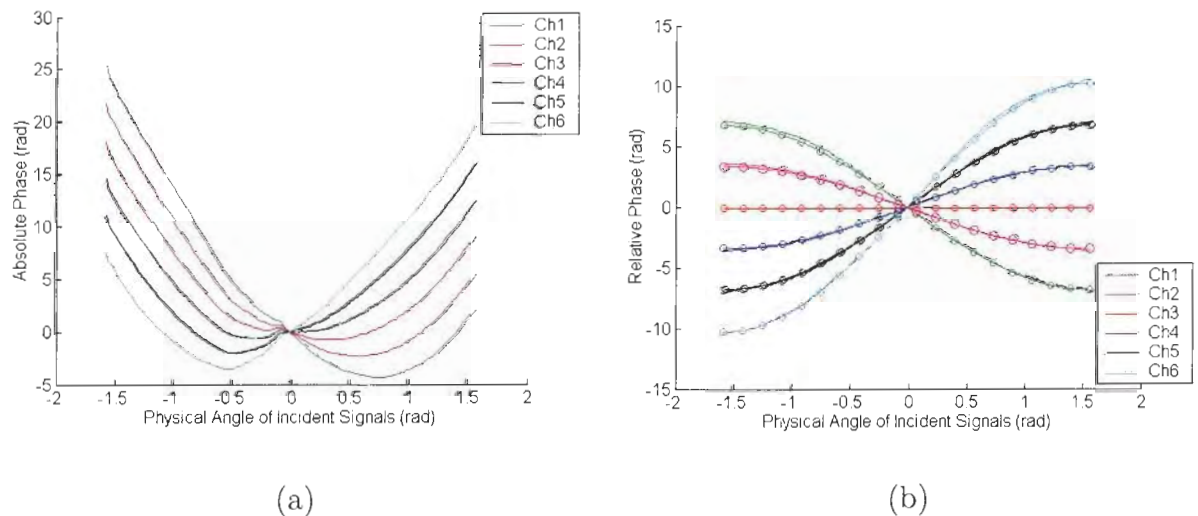 30
25
20
15
10
5
0
-5
-2
-1.5
-1
-0.5
0
0.5
1
1.5
2
Absolute Phase (rad)
Physical Angle of Incident Signals (rad)
Ch1
Ch2
Ch3
Ch4
Ch5
Ch6
(a)
15
10
5
0
-5
-10
-15
-2
-1.5
-1
-0.5
0
0.5
1
1.5
2
Relative Phase (rad)
Physical Angle of Incident Signals (rad)
Ch1
Ch2
Ch3
Ch4
Ch5
Ch6
(b)